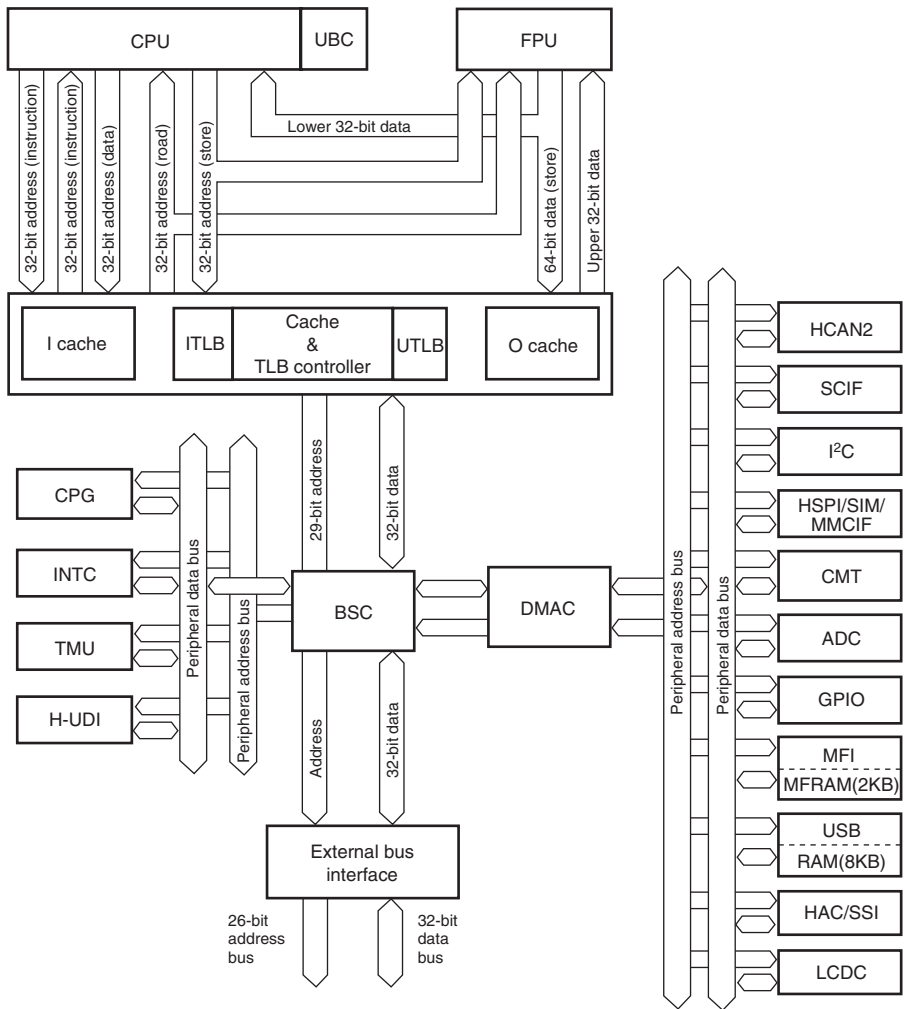 CPU
UBC
FPU
32-bit address (instruction)
32-bit address (instruction)
32-bit address (data)
32-bit address (road)
32-bit address (store)
Lower 32-bit data
64-bit data (store)
Upper 32-bit data
I cache
ITLB
Cache
&
TLB controller
UTLB
O cache
29-bit address
32-bit data
CPG
INTC
TMU
H-UDI
Peripheral data bus
Peripheral address bus
BSC
DMAC
Address
32-bit data
External bus
interface
26-bit
address
bus
32-bit
data
bus
Peripheral address bus
Peripheral data bus
HCAN2
SCIF
I²C
HSPI/SIM/
MMCIF
CMT
ADC
GPIO
MFI
MFRAM(2KB)
USB
RAM(8KB)
HAC/SSI
LCDC